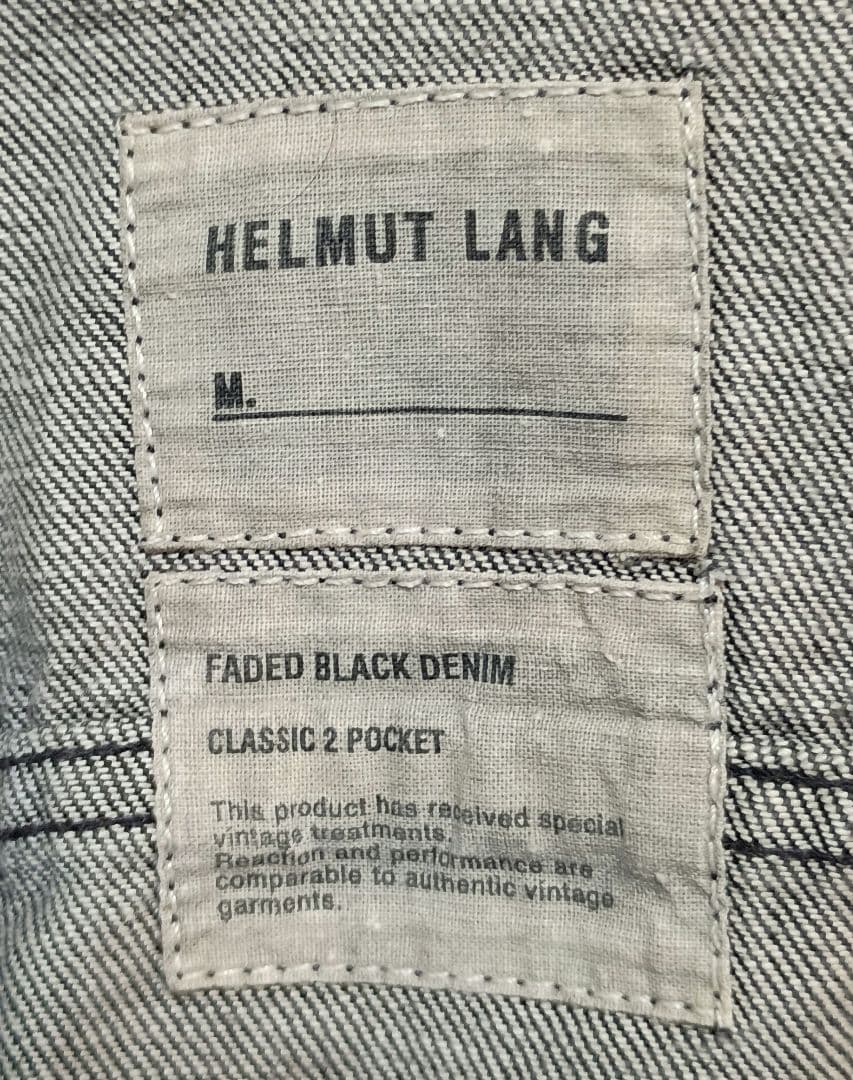 HELMUT LANG
M.
FADED BLACK DENIM
CLASSIC 2 POCKET
This product has received special
vintage treatments.
Reaction and performance are
comparable to authentic vintage
garments.